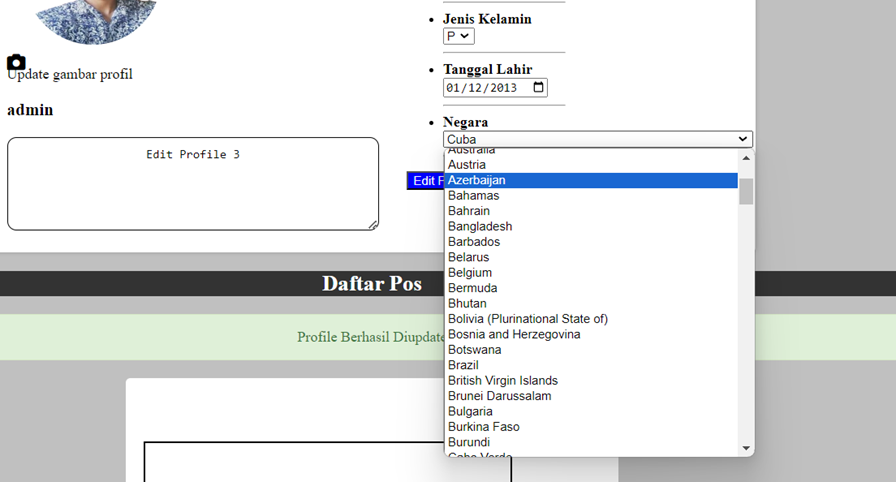 Jenis Kelamin
P
Update gambar profil
Tanggal Lahir
01/12/2013
admin
Negara
Cuba
Edit Profile 3
Australia
Austria
Azerbaijan
Edit P
Bahamas
Bahrain
Bangladesh
Barbados
Belarus
Belgium
Bermuda
Bhutan
Bolivia (Plurinational State of)
Bosnia and Herzegovina
Botswana
Brazil
British Virgin Islands
Brunei Darussalam
Bulgaria
Burkina Faso
Burundi
Cabo Verde
Daftar Pos
Profile Berhasil Diupdate